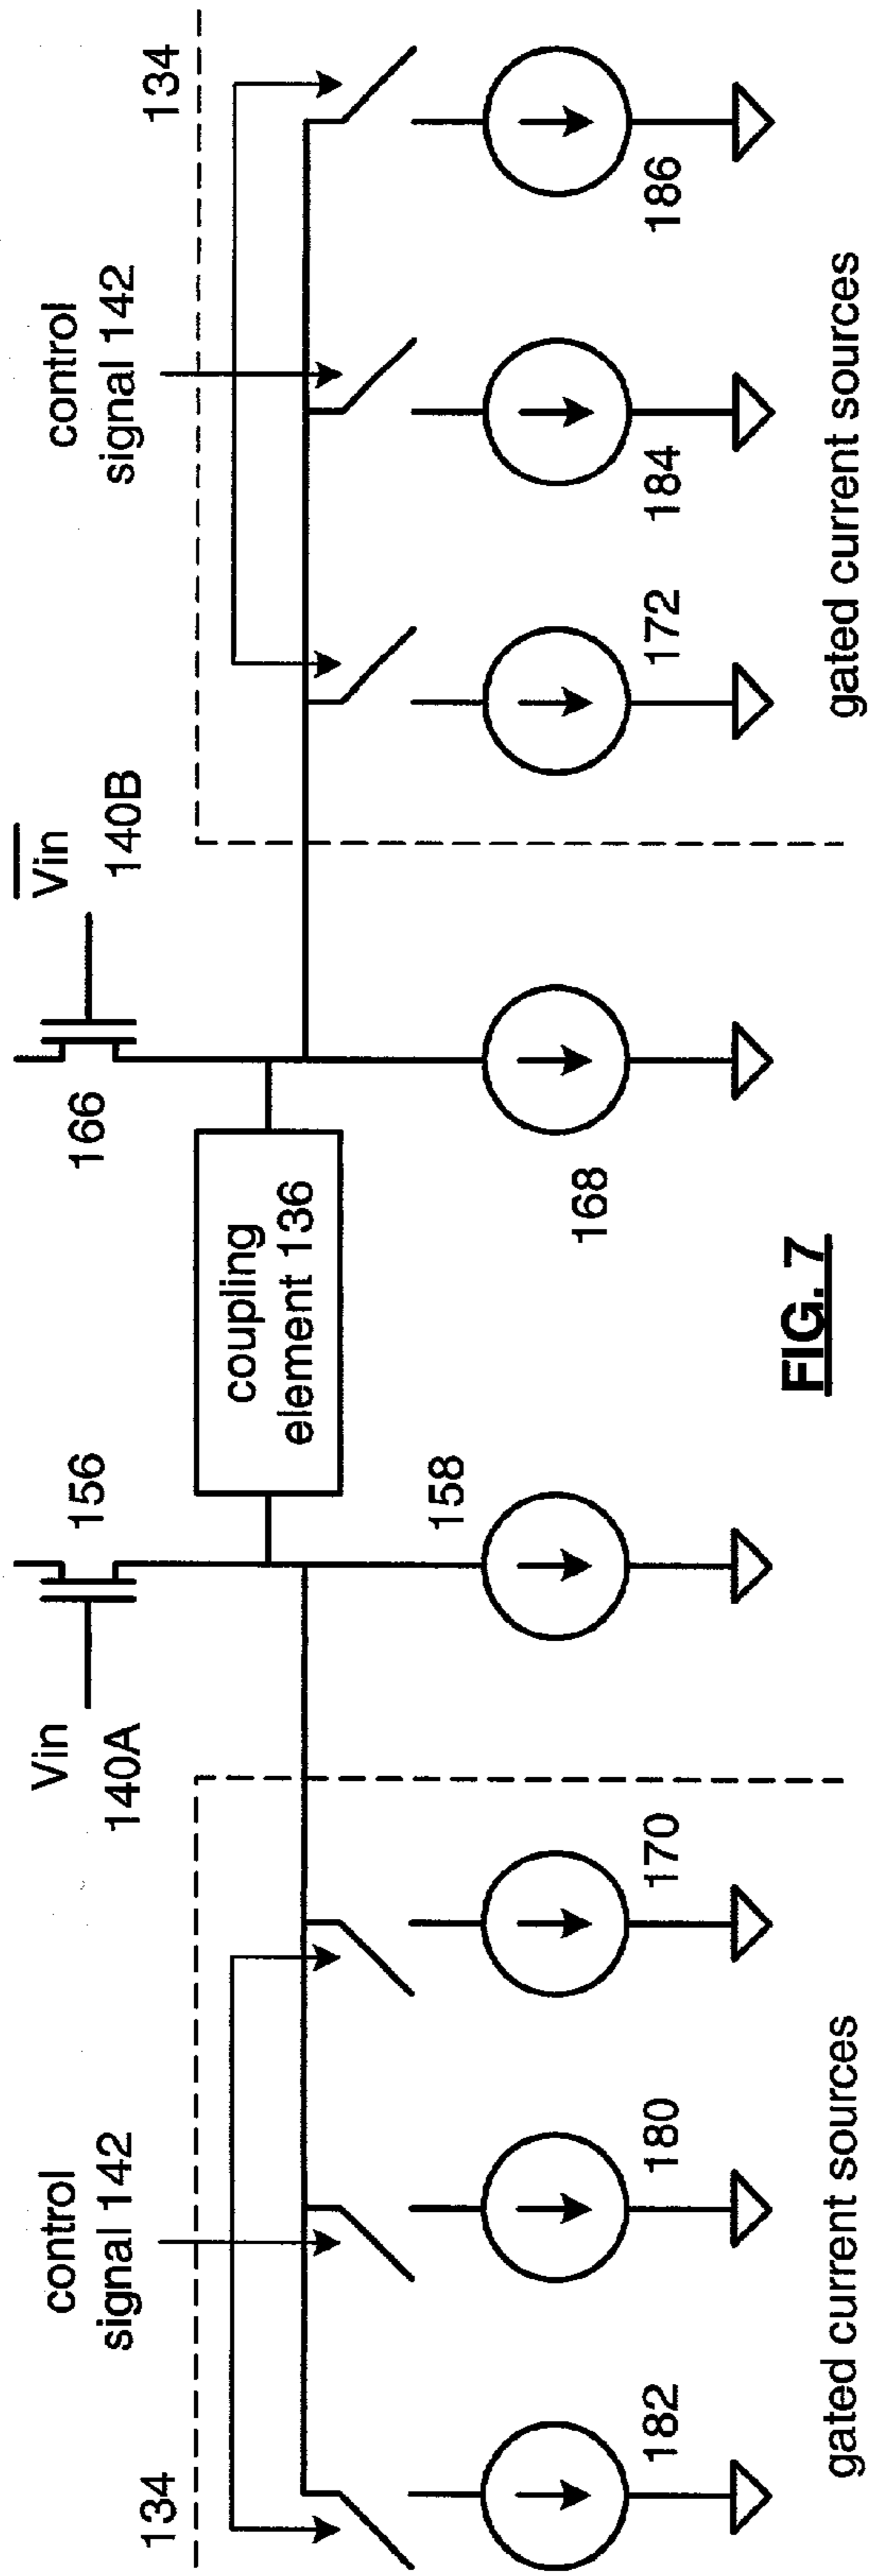 134
control
signal 142
182
180
170
gated current sources
Vin
140A
156
158
coupling
element 136
FIG. 7
166
168
V̅i̅n̅
140B
control
signal 142
134
172
184
186
gated current sources